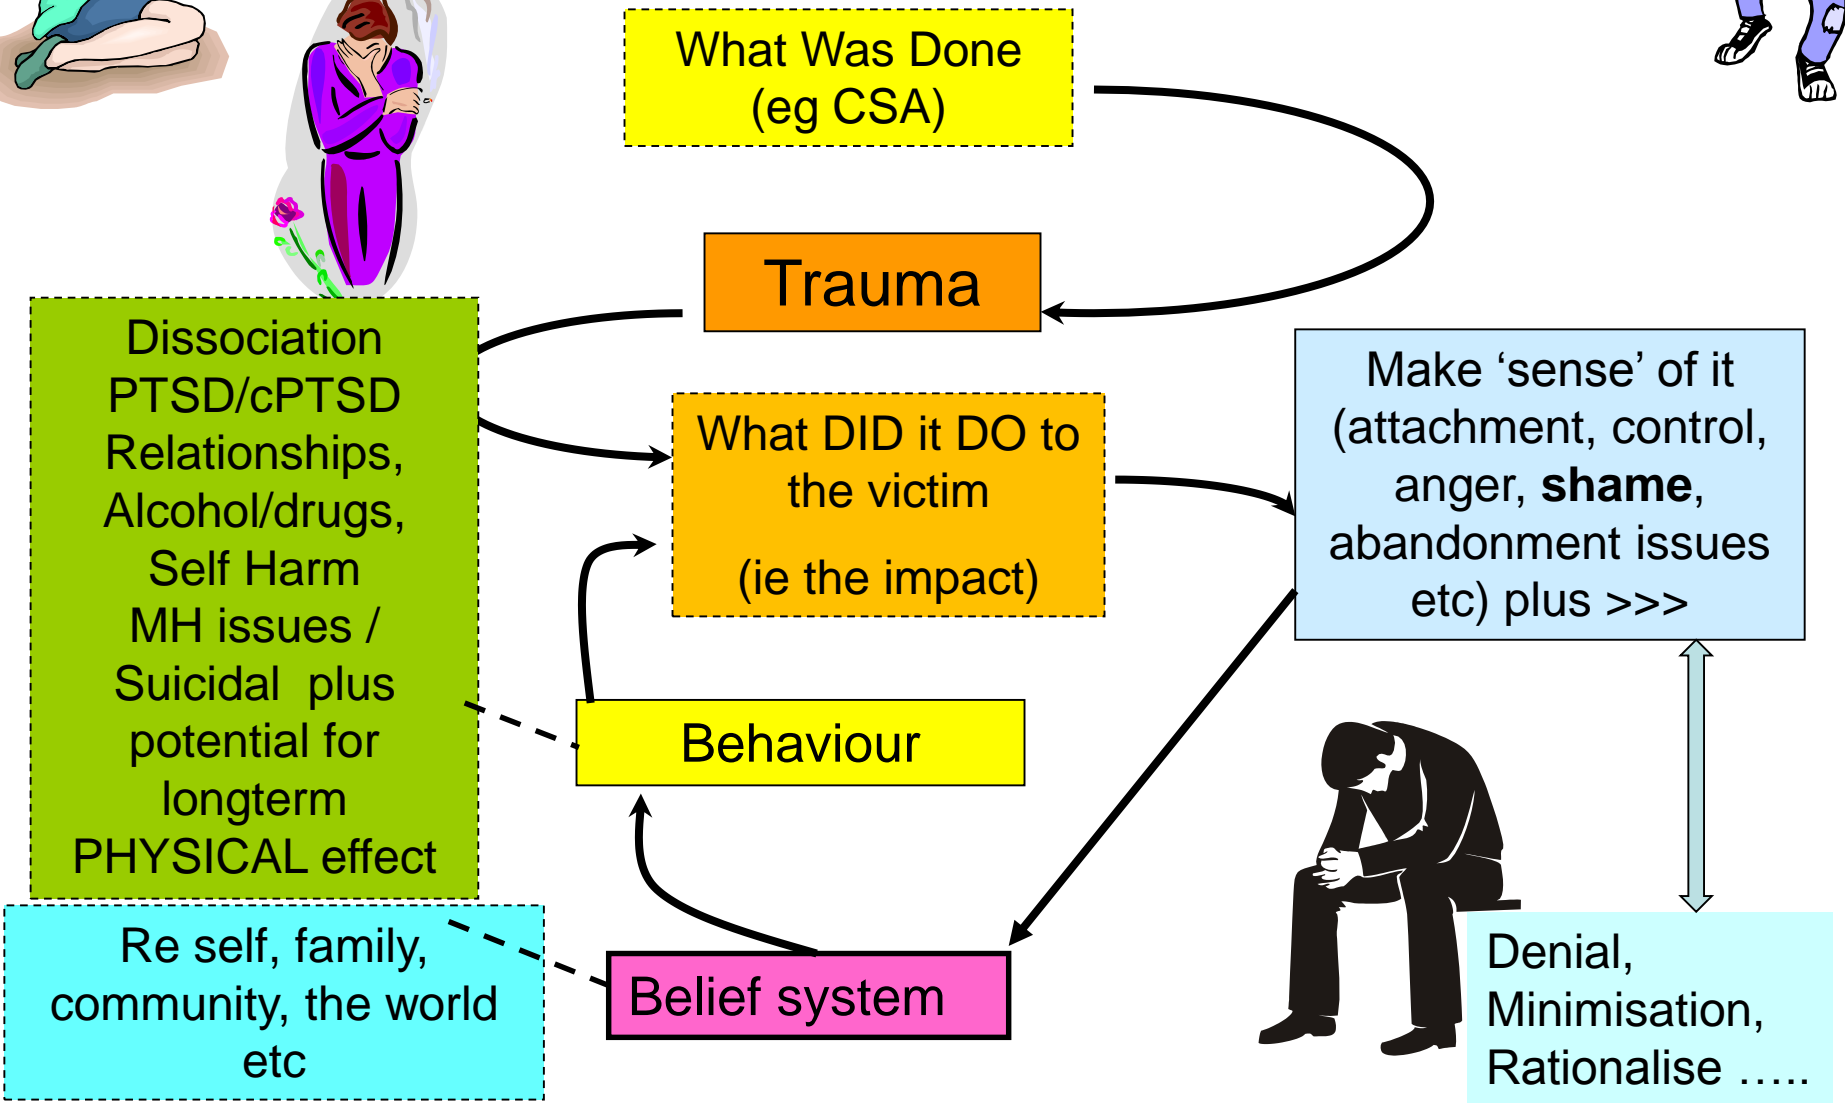 What Was Done
(eg CSA)
Trauma
Dissociation
PTSD/cPTSD
Relationships,
Alcohol/drugs,
Self Harm
MH issues /
Suicidal plus
potential for
longterm
PHYSICAL effect
What DID it DO to
the victim
(ie the impact)
Make ‘sense’ of it
(attachment, control,
anger, shame,
abandonment issues
etc) plus >>>
Behaviour
Re self, family,
community, the world
etc
Belief system
Denial,
Minimisation,
Rationalise …..